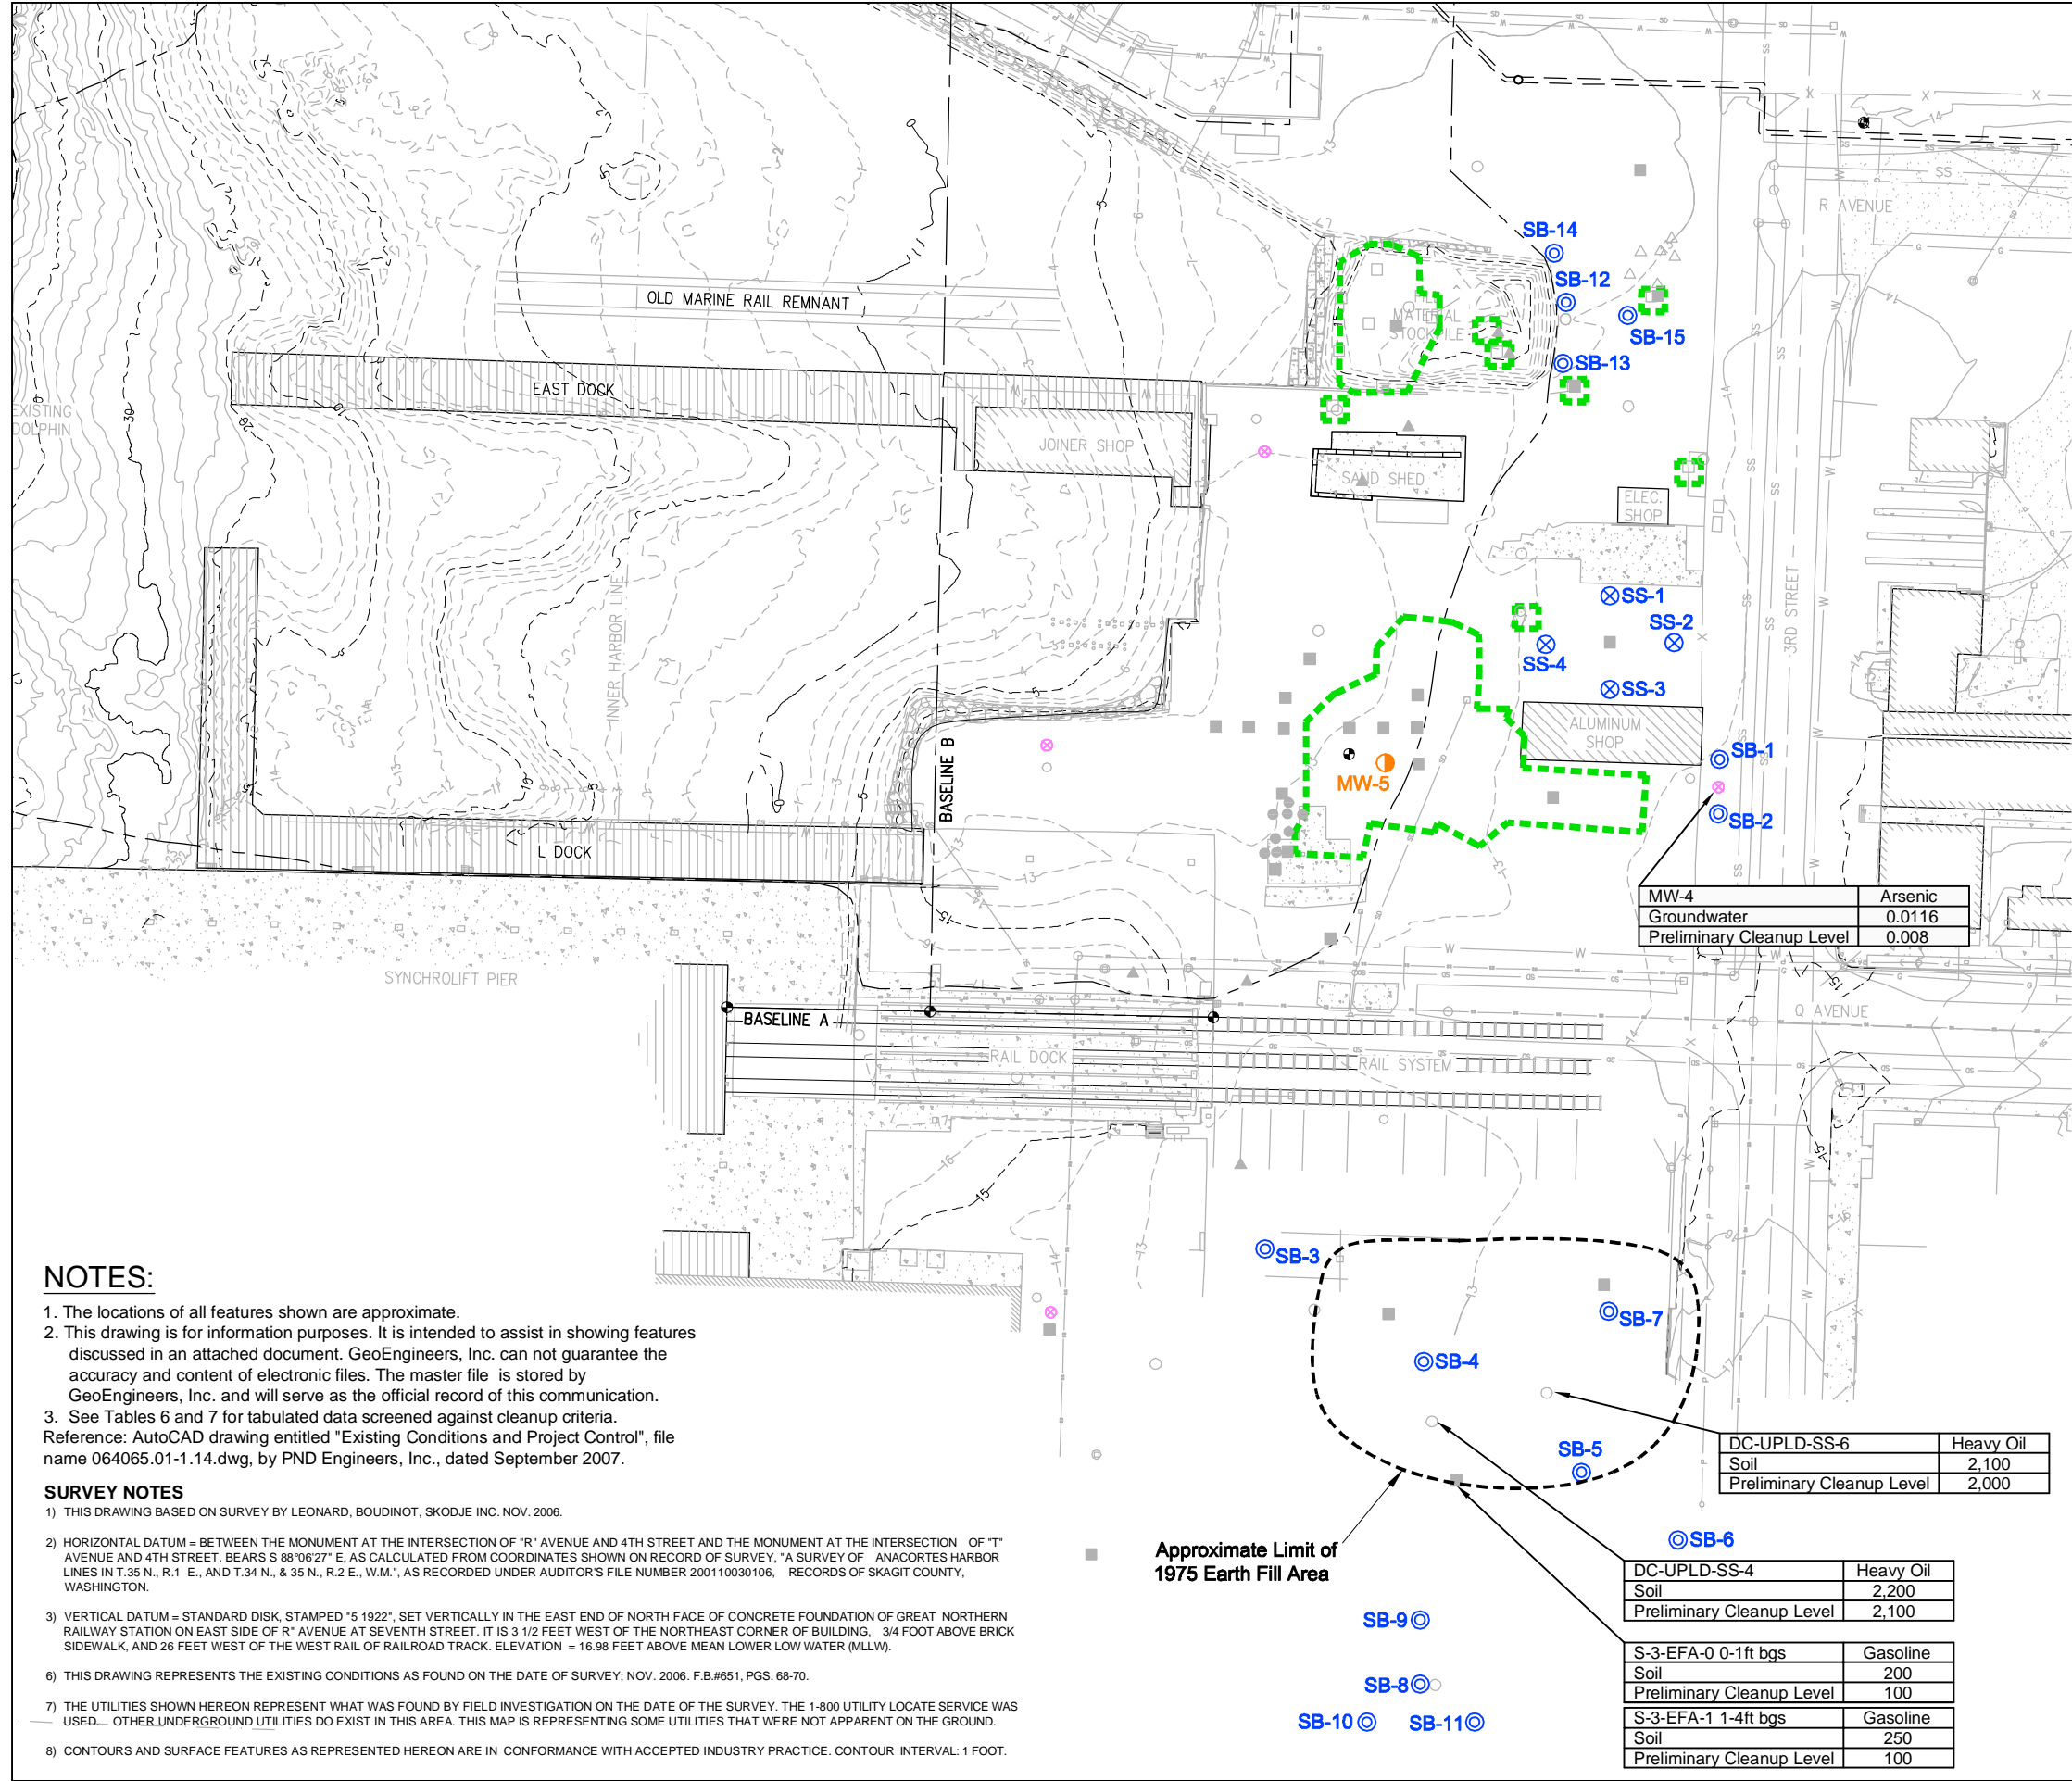 R AVENUE
SB-14
SB-12
SB-15
SB-13
OLD MARINE RAIL REMNANT
MATERIAL
STOCKPILE
EAST DOCK
EXISTING
DOLPHIN
JOINER SHOP
SAND SHED
ELEC.
SHOP
INNER HARBOR LINE
3RD STREET
SS-1
SS-2
SS-4
SS-3
ALUMINUM
SHOP
BASELINE B
MW-5
SB-1
SB-2
L DOCK
MW-4 Arsenic
Groundwater 0.0116
Preliminary Cleanup Level 0.008
SYNCHROLIFT PIER
Q AVENUE
BASELINE A
RAIL DOCK
RAIL SYSTEM
SB-3
SB-7
SB-4
SB-5
SB-6
DC-UPLD-SS-6 Heavy Oil
Soil 2,100
Preliminary Cleanup Level 2,000
Approximate Limit of
1975 Earth Fill Area
DC-UPLD-SS-4 Heavy Oil
Soil 2,200
Preliminary Cleanup Level 2,100
SB-9
SB-8
SB-10
SB-11
S-3-EFA-0 0-1ft bgs Gasoline
Soil 200
Preliminary Cleanup Level 100
S-3-EFA-1 1-4ft bgs Gasoline
Soil 250
Preliminary Cleanup Level 100
NOTES:
1. The locations of all features shown are approximate.
2. This drawing is for information purposes. It is intended to assist in showing features
discussed in an attached document. GeoEngineers, Inc. can not guarantee the
accuracy and content of electronic files. The master file is stored by
GeoEngineers, Inc. and will serve as the official record of this communication.
3. See Tables 6 and 7 for tabulated data screened against cleanup criteria.
Reference: AutoCAD drawing entitled "Existing Conditions and Project Control", file
name 064065.01-1.14.dwg, by PND Engineers, Inc., dated September 2007.
SURVEY NOTES
1) THIS DRAWING BASED ON SURVEY BY LEONARD, BOUDINOT, SKODJE INC. NOV. 2006.
2) HORIZONTAL DATUM = BETWEEN THE MONUMENT AT THE INTERSECTION OF "R" AVENUE AND 4TH STREET AND THE MONUMENT AT THE INTERSECTION OF "T"
AVENUE AND 4TH STREET. BEARS S 88°06'27" E, AS CALCULATED FROM COORDINATES SHOWN ON RECORD OF SURVEY, "A SURVEY OF ANACORTES HARBOR
LINES IN T.35 N., R.1 E., AND T.34 N., & 35 N., R.2 E., W.M.", AS RECORDED UNDER AUDITOR'S FILE NUMBER 200110030106, RECORDS OF SKAGIT COUNTY,
WASHINGTON.
3) VERTICAL DATUM = STANDARD DISK, STAMPED "5 1922", SET VERTICALLY IN THE EAST END OF NORTH FACE OF CONCRETE FOUNDATION OF GREAT NORTHERN
RAILWAY STATION ON EAST SIDE OF R" AVENUE AT SEVENTH STREET. IT IS 3 1/2 FEET WEST OF THE NORTHEAST CORNER OF BUILDING, 3/4 FOOT ABOVE BRICK
SIDEWALK, AND 26 FEET WEST OF THE WEST RAIL OF RAILROAD TRACK. ELEVATION = 16.98 FEET ABOVE MEAN LOWER LOW WATER (MLLW).
6) THIS DRAWING REPRESENTS THE EXISTING CONDITIONS AS FOUND ON THE DATE OF SURVEY; NOV. 2006. F.B.#651, PGS. 68-70.
7) THE UTILITIES SHOWN HEREON REPRESENT WHAT WAS FOUND BY FIELD INVESTIGATION ON THE DATE OF THE SURVEY. THE 1-800 UTILITY LOCATE SERVICE WAS
USED. OTHER UNDERGROUND UTILITIES DO EXIST IN THIS AREA. THIS MAP IS REPRESENTING SOME UTILITIES THAT WERE NOT APPARENT ON THE GROUND.
8) CONTOURS AND SURFACE FEATURES AS REPRESENTED HEREON ARE IN CONFORMANCE WITH ACCEPTED INDUSTRY PRACTICE. CONTOUR INTERVAL: 1 FOOT.